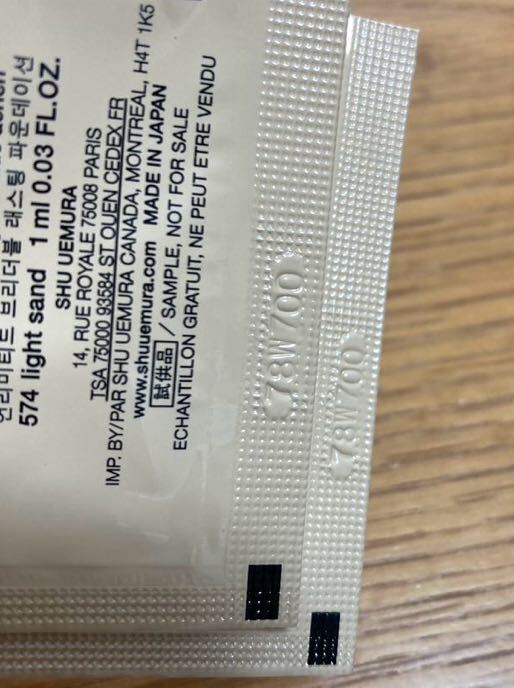 언리미티드 브리더블 래스팅 파운데이션
574 light sand 1 ml 0.03 FL.OZ.
SHU UEMURA
14, RUE ROYALE 75008 PARIS
TSA 75000 93584 ST OUEN CEDEX FR
IMP. BY/PAR SHU UEMURA CANADA, MONTREAL, H4T 1K5
www.shuuemura.com MADE IN JAPAN
試供品 / SAMPLE, NOT FOR SALE
ECHANTILLON GRATUIT, NE PEUT ETRE VENDU
78W700
78W700